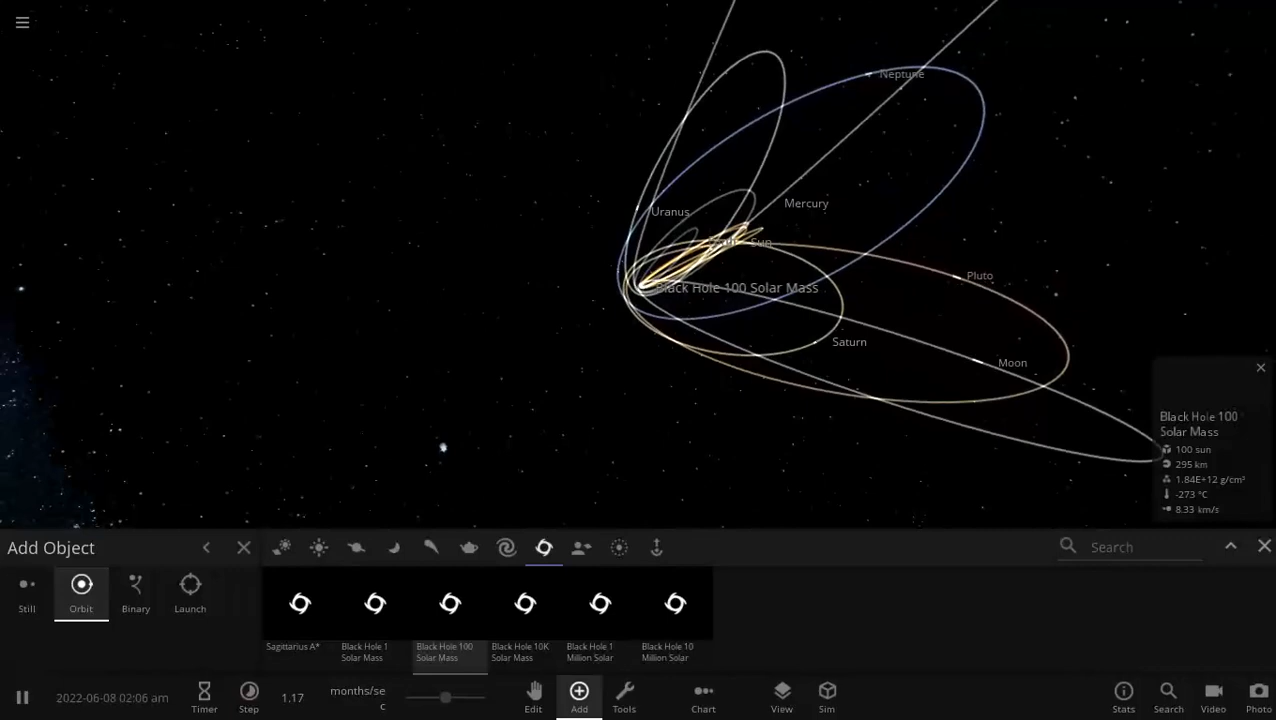 Neptune
Mercury
Uranus
Sun
Pluto
Black Hole 100 Solar Mass
Saturn
Moon
Black Hole 100
Solar Mass
100 sun
295 km
1.84E+12 g/cm³
-273 °C
8.33 km/s
Add Object
Search
Still
Orbit
Binary
Launch
Sagittarius A*
Black Hole 1
Solar Mass
Black Hole 100
Solar Mass
Black Hole 10K
Solar Mass
Black Hole 1
Million Solar
Black Hole 10
Million Solar
2022-06-08 02:06 am
Timer
Step
1.17
months/se
c
Edit
Add
Tools
Chart
View
Sim
Stats
Search
Video
Photo